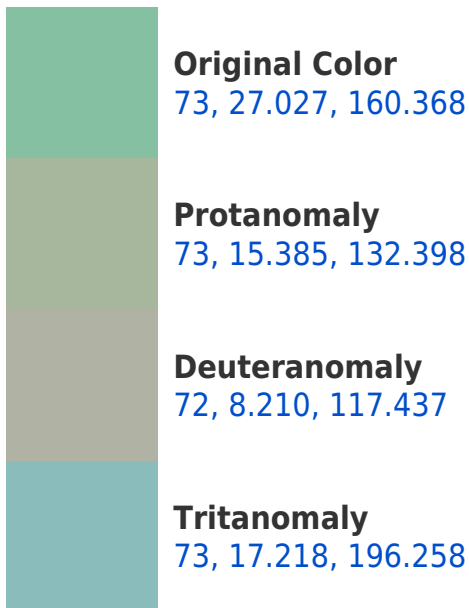 Original Color
73, 27.027, 160.368
Protanomaly
73, 15.385, 132.398
Deuteranomaly
72, 8.210, 117.437
Tritanomaly
73, 17.218, 196.258